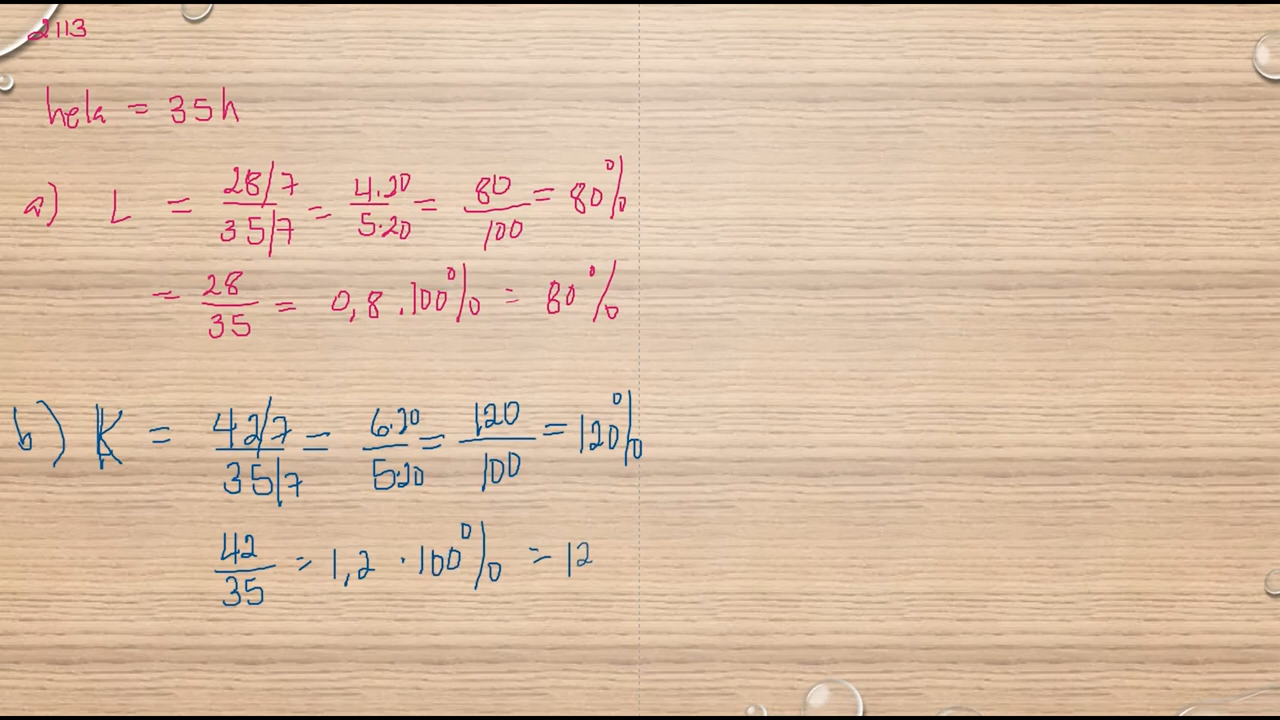 2113
hela = 35h
a) L = 28/7 / 35/7 = 4·20 / 5·20 = 80 / 100 = 80%
= 28 / 35 = 0,8 · 100% = 80%
b) K = 42/7 / 35/7 = 6·20 / 5·20 = 120 / 100 = 120%
42 / 35 = 1,2 · 100% = 12